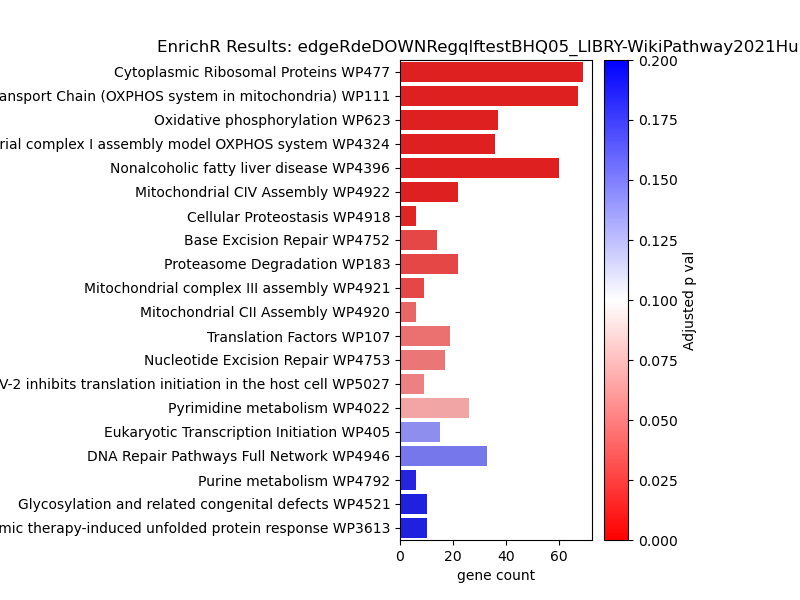 EnrichR Results: edgeRdeDOWNRegqlftestBHQ05_LIBRY-WikiPathway2021Hu
Cytoplasmic Ribosomal Proteins WP477
ansport Chain (OXPHOS system in mitochondria) WP111
Oxidative phosphorylation WP623
rial complex I assembly model OXPHOS system WP4324
Nonalcoholic fatty liver disease WP4396
Mitochondrial CIV Assembly WP4922
Cellular Proteostasis WP4918
Base Excision Repair WP4752
Proteasome Degradation WP183
Mitochondrial complex III assembly WP4921
Mitochondrial CII Assembly WP4920
Translation Factors WP107
Nucleotide Excision Repair WP4753
V-2 inhibits translation initiation in the host cell WP5027
Pyrimidine metabolism WP4022
Eukaryotic Transcription Initiation WP405
DNA Repair Pathways Full Network WP4946
Purine metabolism WP4792
Glycosylation and related congenital defects WP4521
mic therapy-induced unfolded protein response WP3613
0 20 40 60
gene count
0.200
0.175
0.150
0.125
0.100
0.075
0.050
0.025
0.000
Adjusted p val